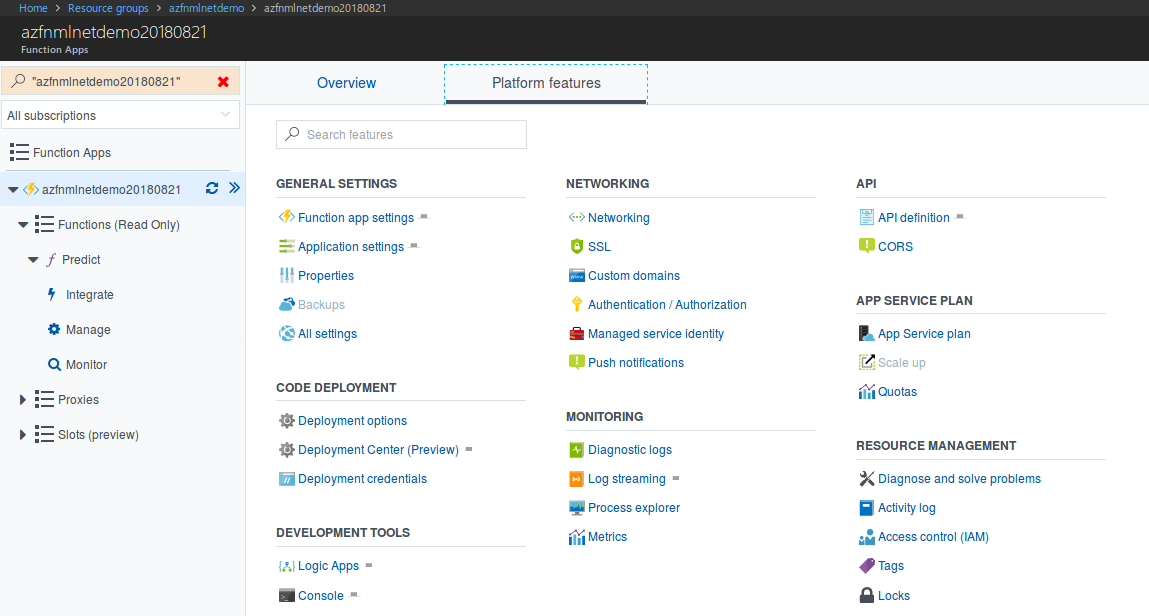 Home > Resource groups > azfnmlnetdemo > azfnmlnetdemo20180821
azfnmlnetdemo20180821
Function Apps
"azfnmlnetdemo20180821"
All subscriptions
Function Apps
azfnmlnetdemo20180821
Functions (Read Only)
f Predict
Integrate
Manage
Monitor
Proxies
Slots (preview)
Overview
Platform features
Search features
GENERAL SETTINGS
Function app settings
Application settings
Properties
Backups
All settings
CODE DEPLOYMENT
Deployment options
Deployment Center (Preview)
Deployment credentials
DEVELOPMENT TOOLS
Logic Apps
Console
NETWORKING
Networking
SSL
Custom domains
Authentication / Authorization
Managed service identity
Push notifications
MONITORING
Diagnostic logs
Log streaming
Process explorer
Metrics
API
API definition
CORS
APP SERVICE PLAN
App Service plan
Scale up
Quotas
RESOURCE MANAGEMENT
Diagnose and solve problems
Activity log
Access control (IAM)
Tags
Locks